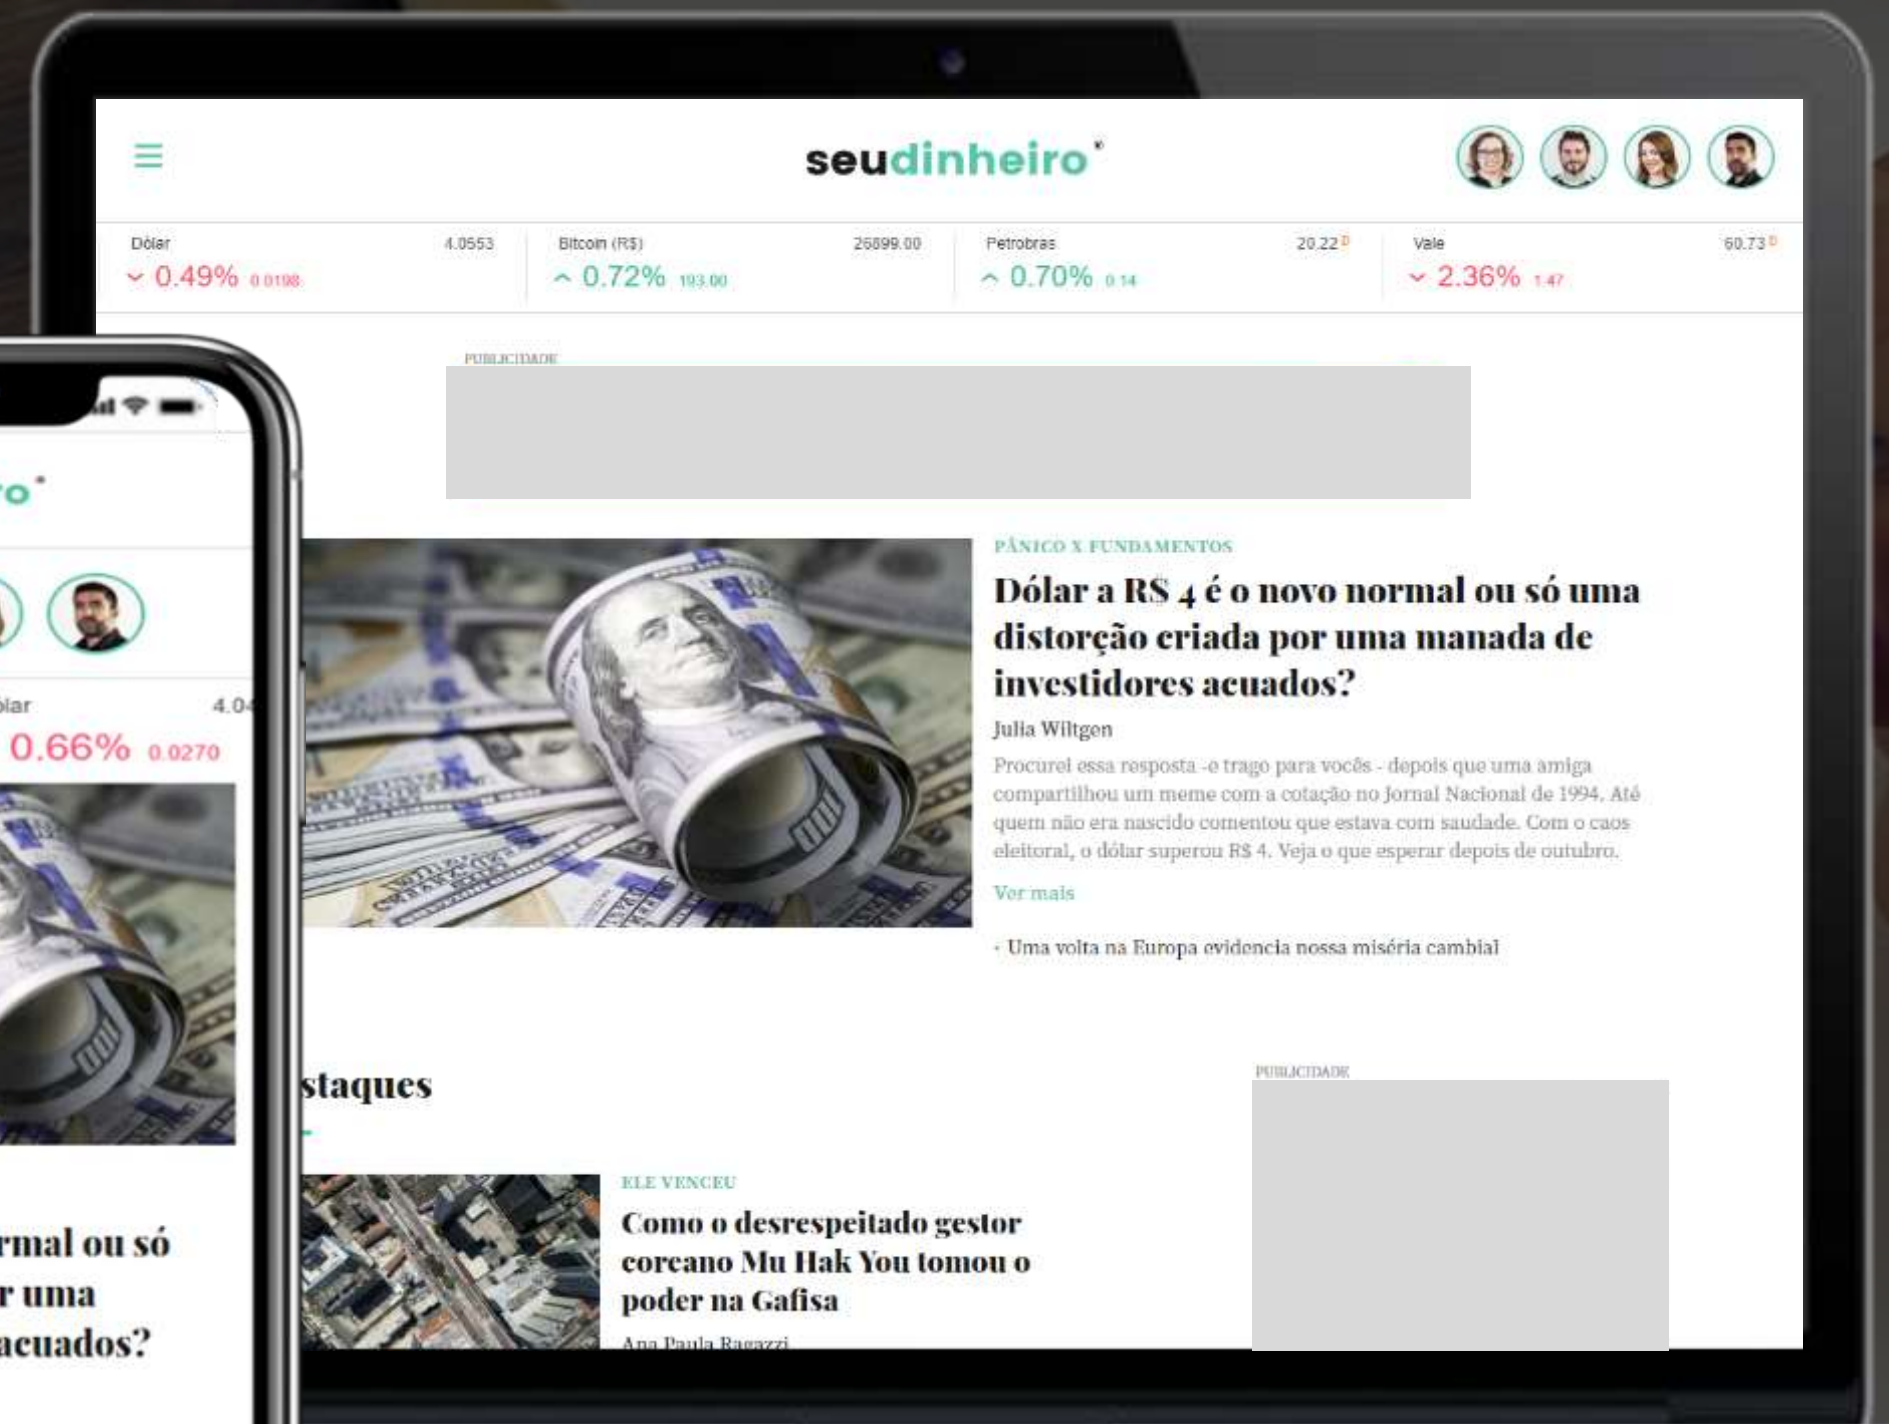 seudinheiro
Dólar 4.0553
0.49% 0.0198
Bitcoin (R$) 26899.00
0.72% 193.00
Petrobras 20.22 D
0.70% 0.14
Vale 60.73 D
2.36% 1.47
PUBLICIDADE
PÂNICO X FUNDAMENTOS
Dólar a R$ 4 é o novo normal ou só uma
distorção criada por uma manada de
investidores acuados?
Julia Wiltgen
Procurei essa resposta -e trago para vocês - depois que uma amiga
compartilhou um meme com a cotação no Jornal Nacional de 1994. Até
quem não era nascido comentou que estava com saudade. Com o caos
eleitoral, o dólar superou R$ 4. Veja o que esperar depois de outubro.
Ver mais
- Uma volta na Europa evidencia nossa miséria cambial
staques
PUBLICIDADE
ELE VENCEU
Como o desrespeitado gestor
coreano Mu Hak You tomou o
poder na Gafisa
Ana Paula Ragazzi
ro
lar 4.04
0.66% 0.0270
rmal ou só
r uma
acuados?